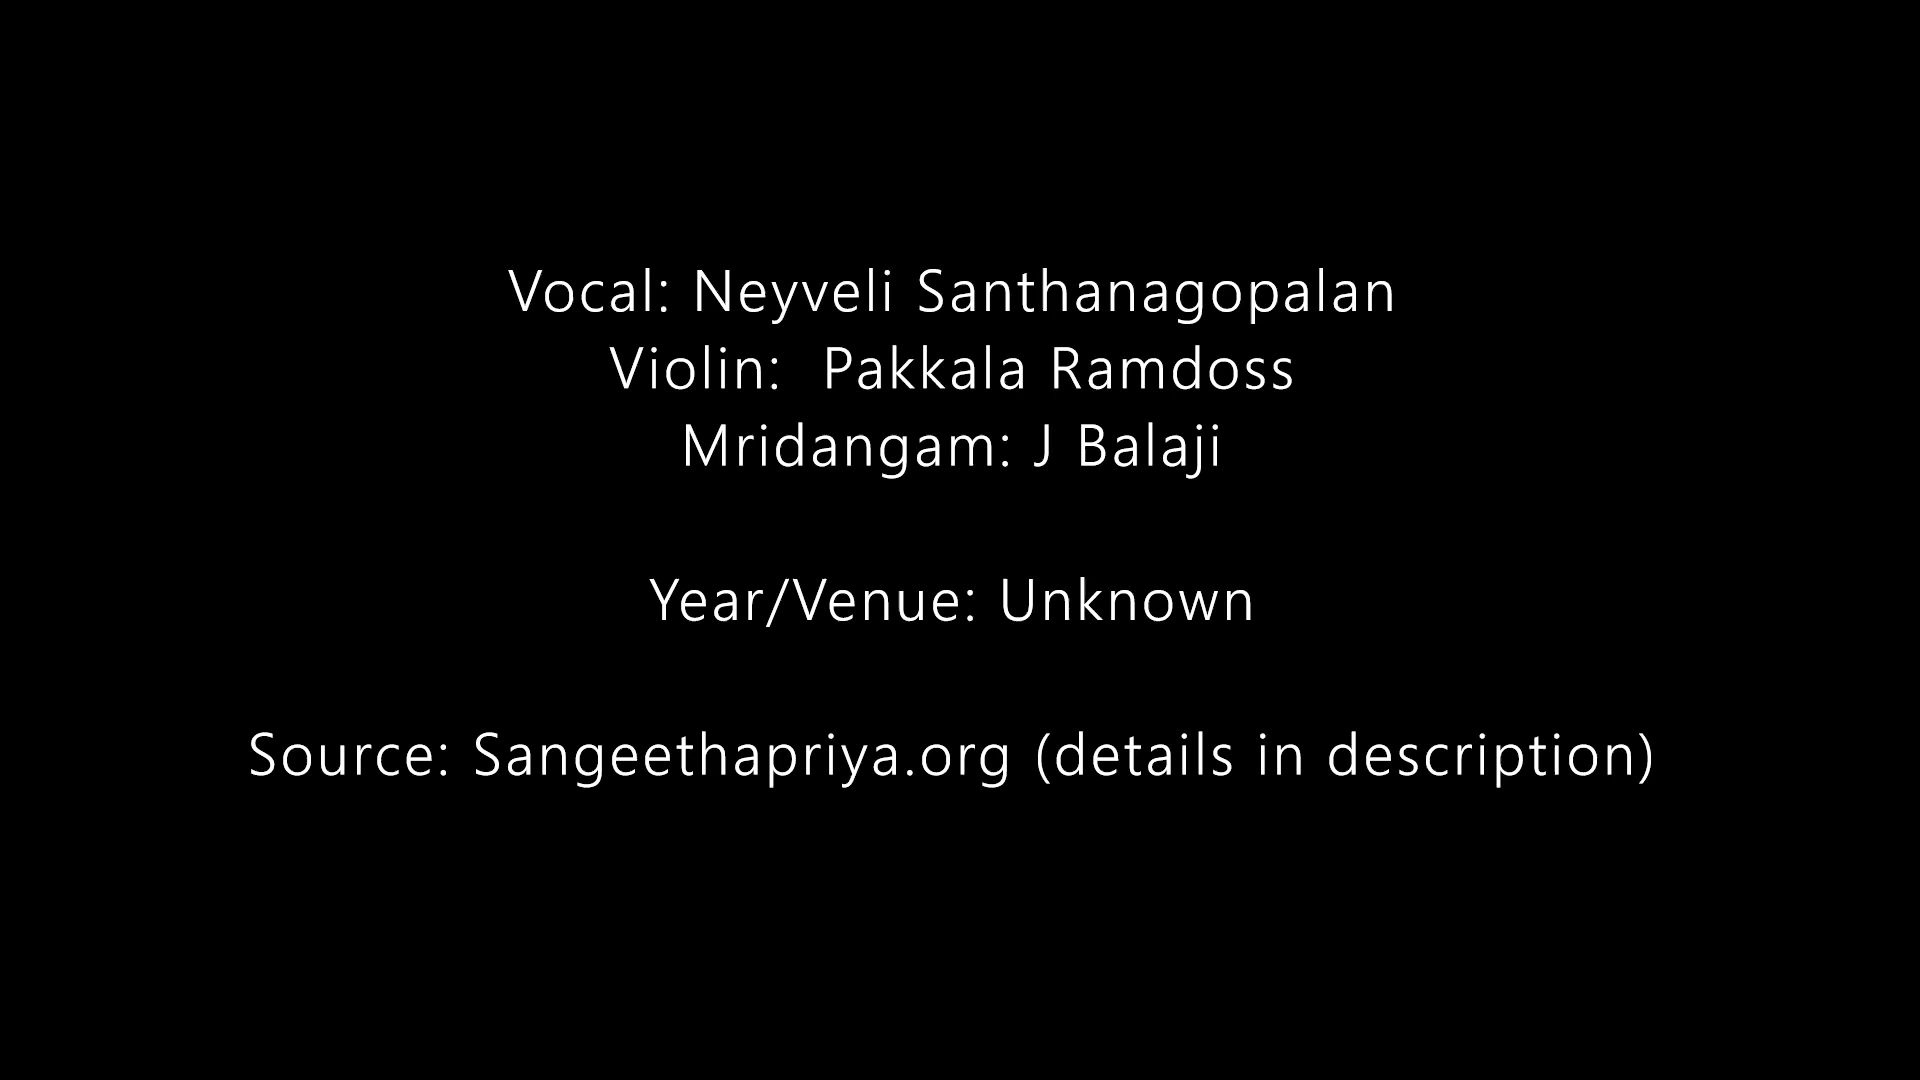 Vocal: Neyveli Santhanagopalan
Violin:  Pakkala Ramdoss
Mridangam: J Balaji
Year/Venue: Unknown
Source: Sangeethapriya.org (details in description)